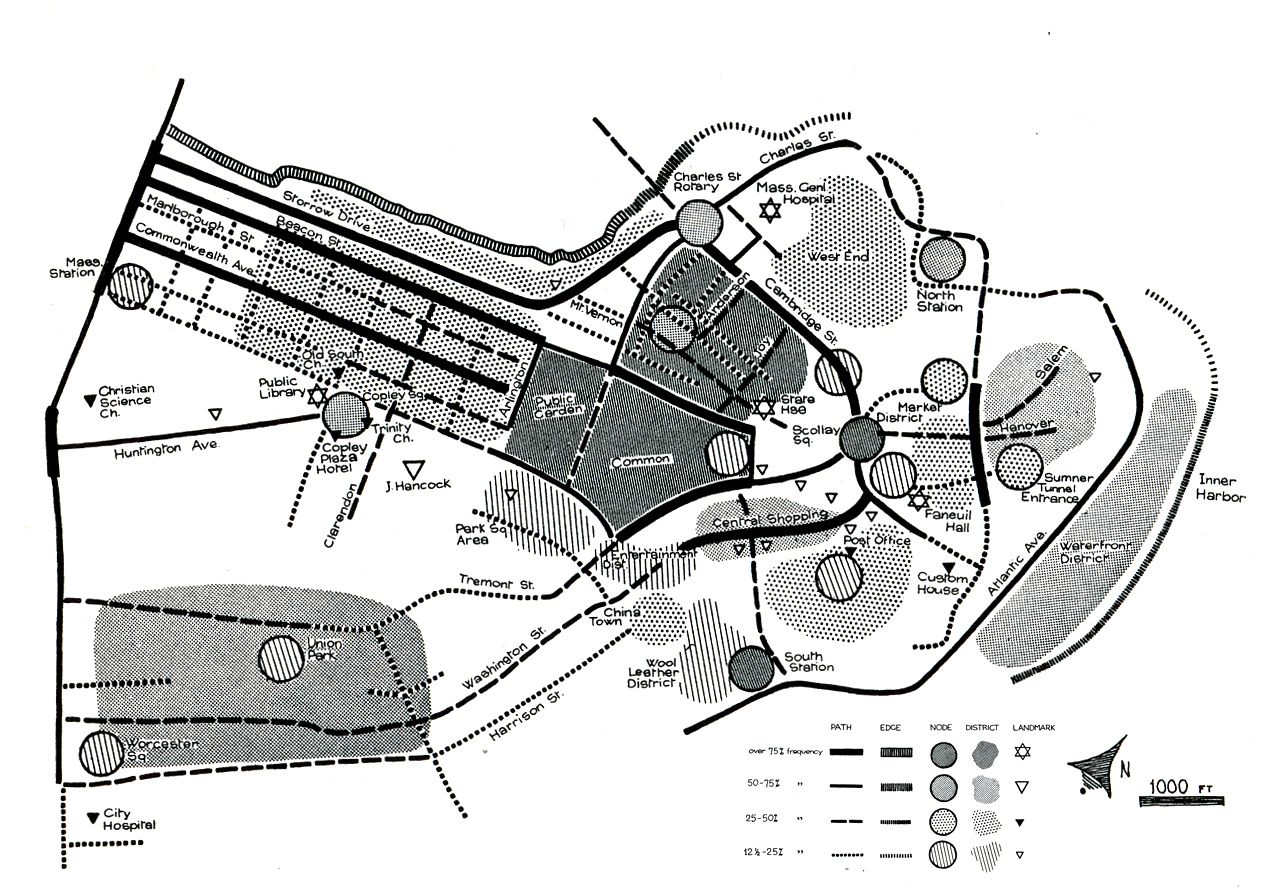 Charles St.
Charles St
Rotary
Mass. Genl
Hospital
Storrow Drive
Beacon St.
Marlborough St.
Commonwealth Ave.
Mass.
Station
West End
North
Station
Mt. Vernon
Anderson
Joy
Cambridge St.
Salem
Hanover
Old South
Public
Library
Copley Sq.
Arlington
Public
Garden
State
Hse
Market
District
Scollay
Sq.
Christian
Science
Ch.
Huntington Ave.
Trinity
Ch.
Copley
Plaza
Hotel
J. Hancock
Clarendon
Common
Sumner
Tunnel
Entrance
Inner
Harbor
Faneuil
Hall
Park Sq.
Area
Central Shopping
Post Office
Entertainment
Dist.
Custom
House
Atlantic Ave.
Waterfront
District
Tremont St.
China
Town
Washington St.
Wool
Leather
District
South
Station
Union
Park
Harrison St.
Worcester
Sq.
City
Hospital
PATH EDGE NODE DISTRICT LANDMARK
over 75% frequency
50-75% "
25-50% "
12½-25% "
N
1000 FT